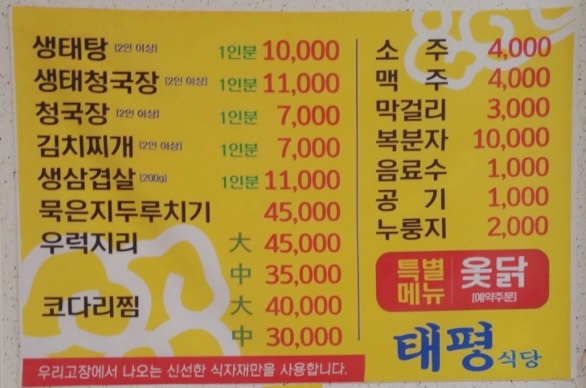 생태탕 [2인 이상] 1인분 10,000
생태청국장 [2인 이상] 1인분 11,000
청국장 [2인 이상] 1인분 7,000
김치찌개 [2인 이상] 1인분 7,000
생삼겹살 [200g] 1인분 11,000
묵은지두루치기 45,000
우럭지리 大 45,000
中 35,000
코다리찜 大 40,000
中 30,000
우리고장에서 나오는 신선한 식자재만을 사용합니다.
소 주 4,000
맥 주 4,000
막걸리 3,000
복분자 10,000
음료수 1,000
공 기 1,000
누룽지 2,000
특별 메뉴 옻닭
[예약주문]
태평식당